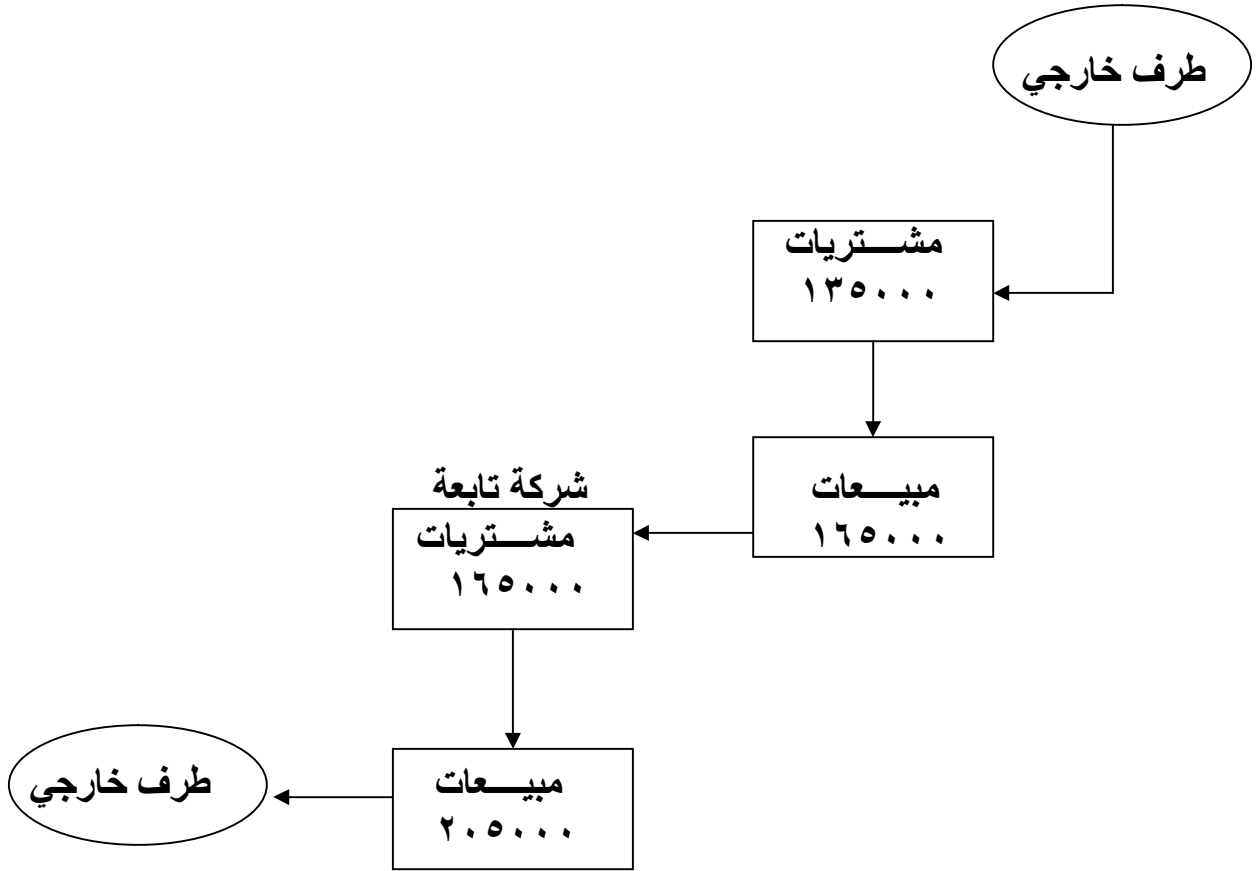 طرف خارجي
مشـــتريات
١٣٥٠٠٠
مبيـــعات
١٦٥٠٠٠
شركة تابعة
مشـــتريات
١٦٥٠٠٠
مبيـــعات
٢٠٥٠٠٠
طرف خارجي